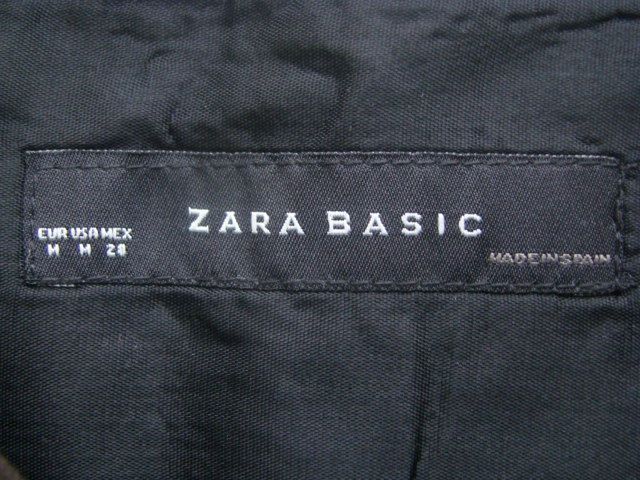 ZARA BASIC
EUR USA MEX
M M 28
MADE IN SPAIN